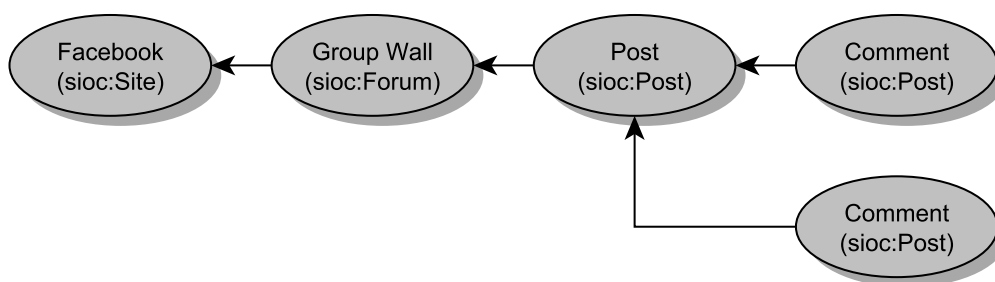 Facebook
(sioc:Site)
Group Wall
(sioc:Forum)
Post
(sioc:Post)
Comment
(sioc:Post)
Comment
(sioc:Post)